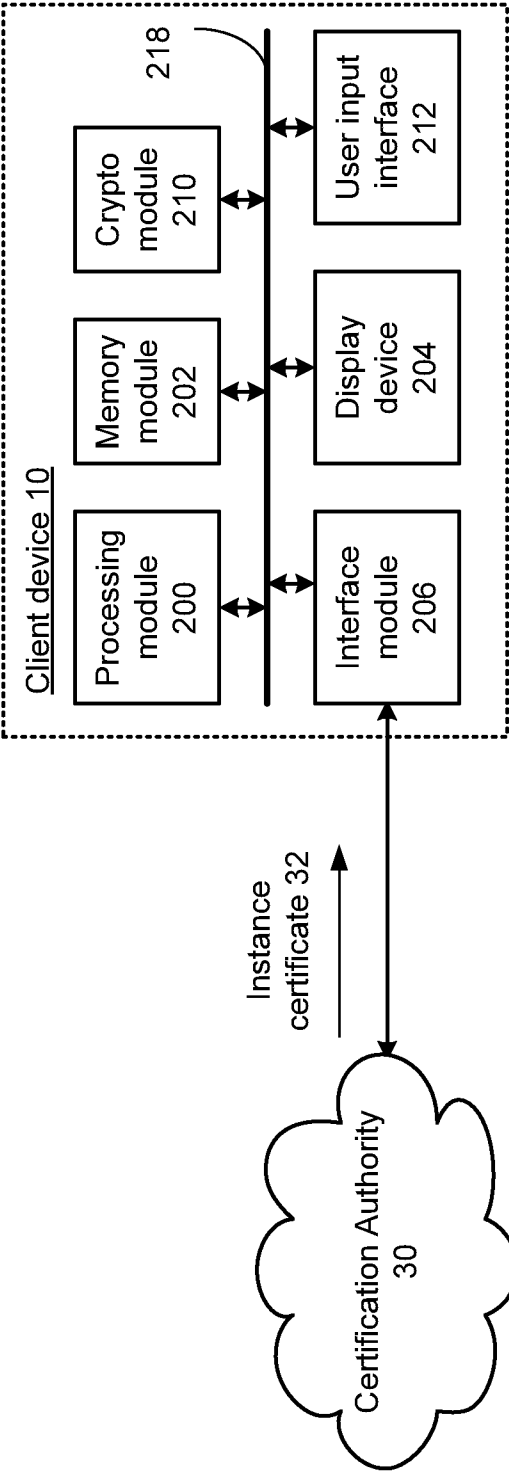 Client device 10
Processing
module
200
Memory
module
202
Crypto
module
210
218
Interface
module
206
Display
device
204
User input
interface
212
Instance
certificate 32
Certification Authority
30